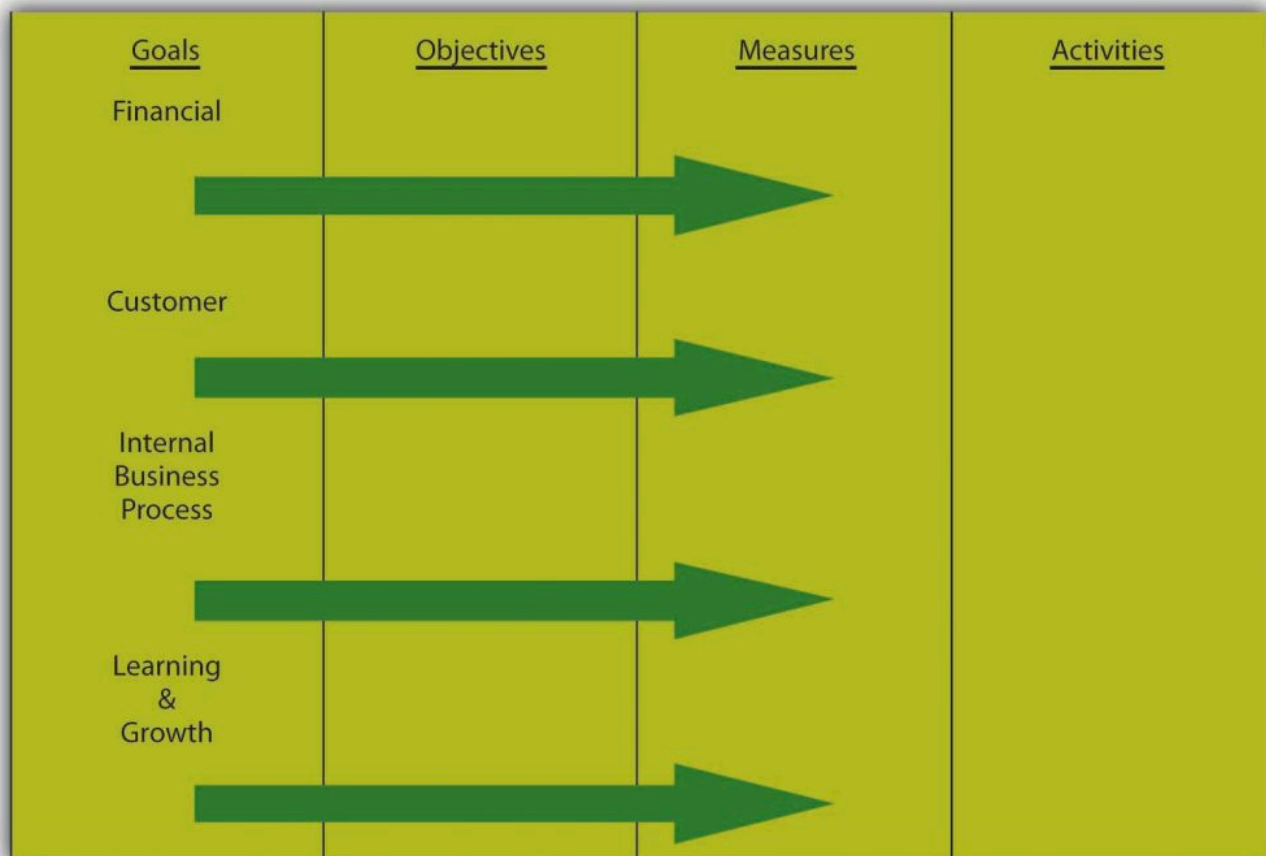 Goals Objectives Measures Activities
Financial
Customer
Internal
Business
Process
Learning
&
Growth